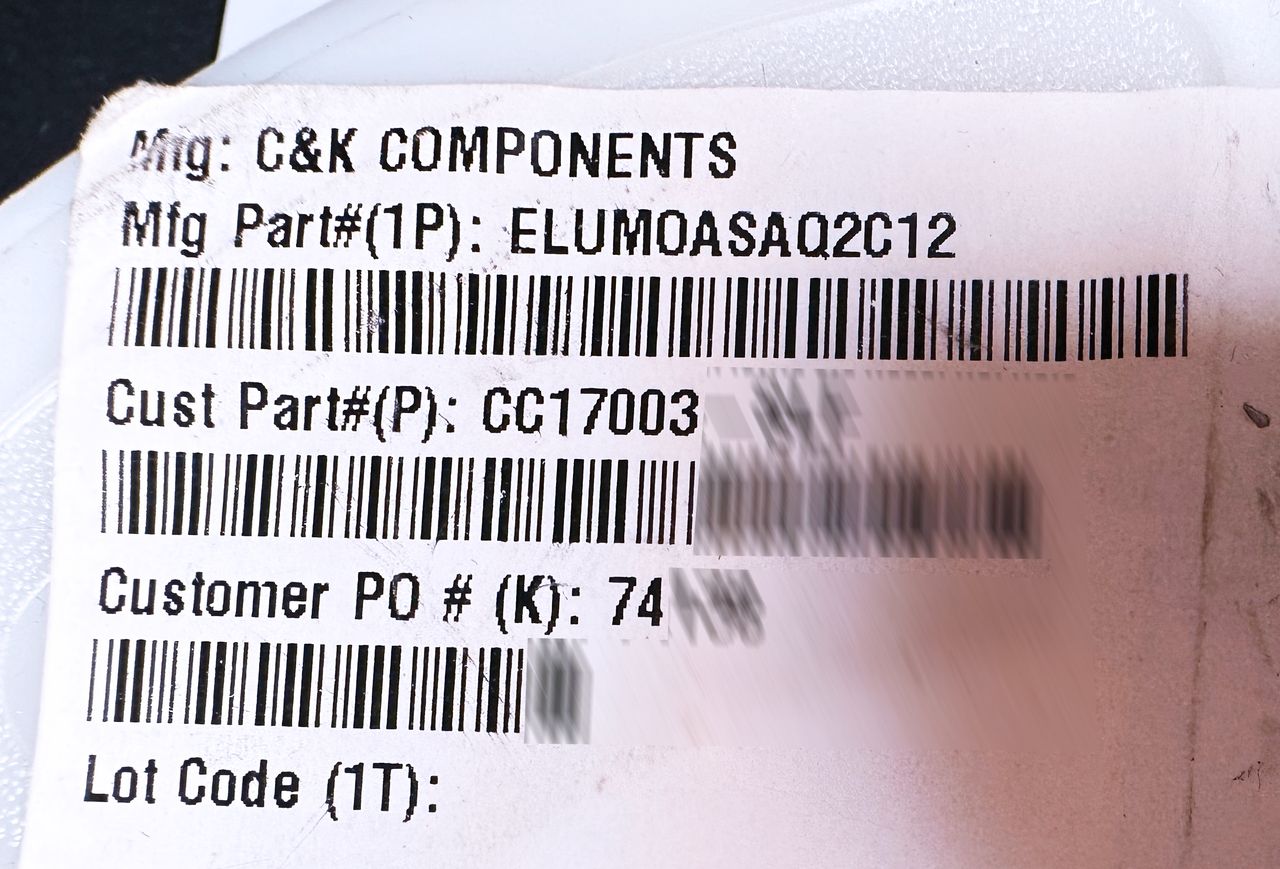 Mfg: C&K COMPONENTS
Mfg Part#(1P): ELUMOASAQ2C12
Cust Part#(P): CC17003
Customer PO # (K): 74
Lot Code (1T):